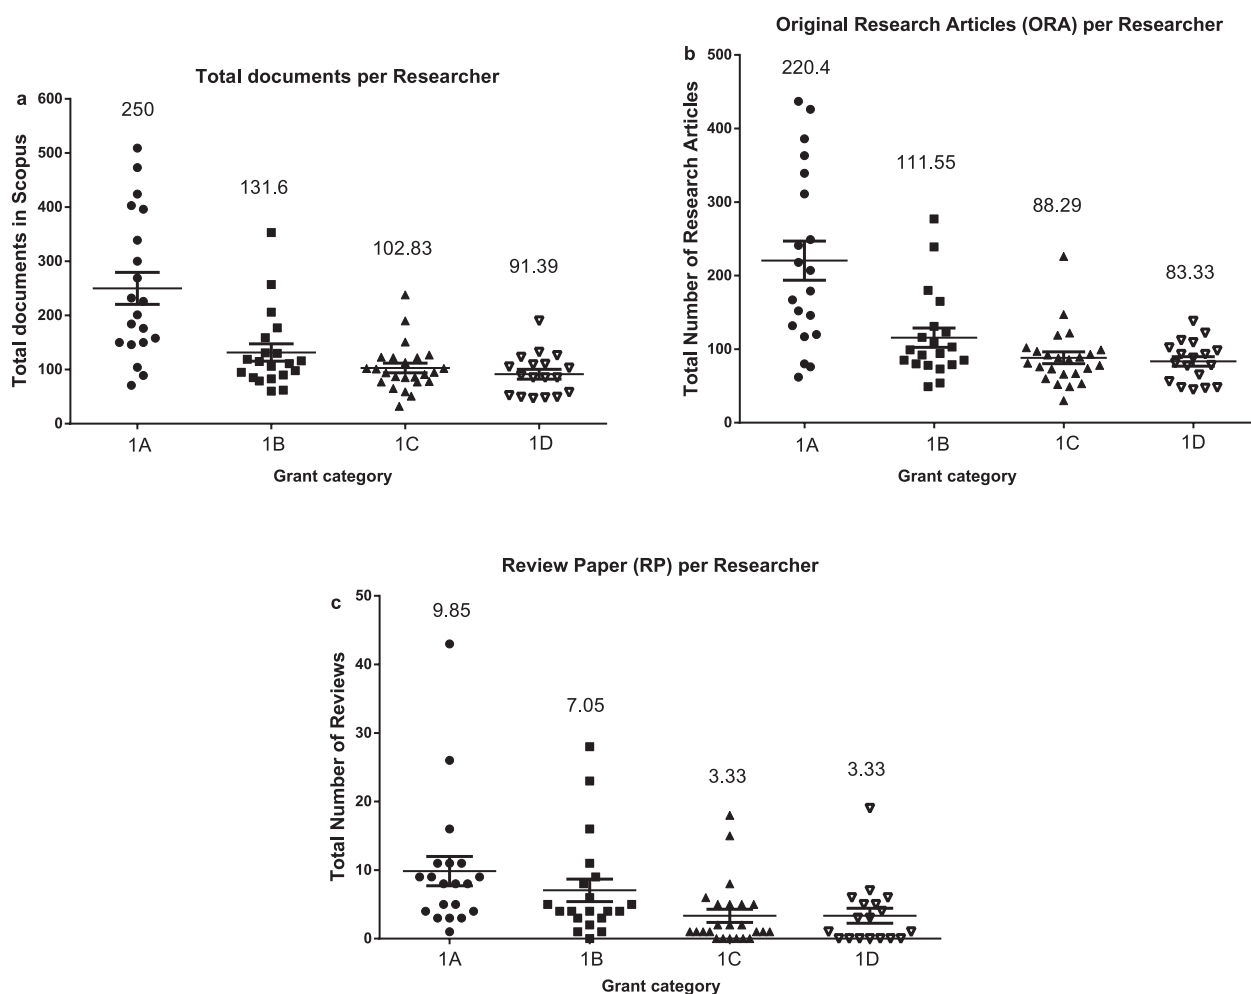 Total documents per Researcher
a
Total documents in Scopus
600
500
400
300
200
100
0
250
131.6
102.83
91.39
1A
1B
1C
1D
Grant category
Original Research Articles (ORA) per Researcher
b
Total Number of Research Articles
500
400
300
200
100
0
220.4
111.55
88.29
83.33
1A
1B
1C
1D
Grant category
Review Paper (RP) per Researcher
c
Total Number of Reviews
50
40
30
20
10
0
9.85
7.05
3.33
3.33
1A
1B
1C
1D
Grant category